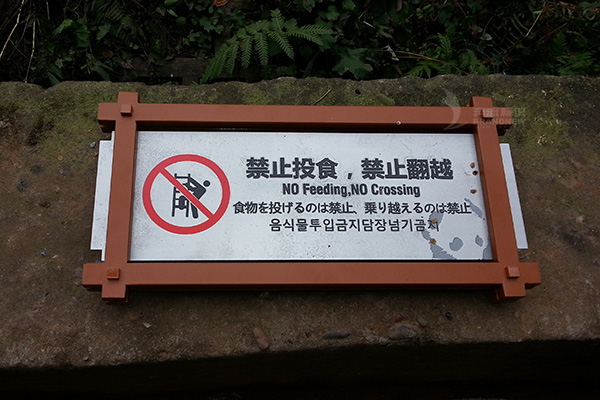 禁止投食，禁止翻越
NO Feeding,NO Crossing
食物を投げるのは禁止、乗り越えるのは禁止
음식물투입금지담장넘기금지